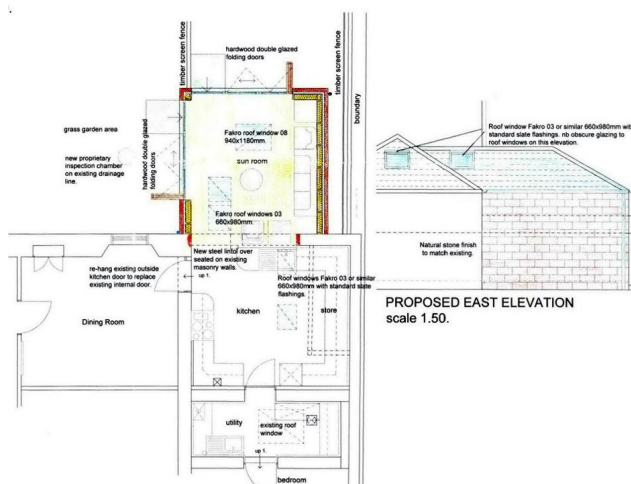 timber screen fence
hardwood double glazed
folding doors
timber screen fence
boundary
grass garden area
new proprietary
inspection chamber
on existing drainage
line.
hardwood double glazed
folding doors
Fakro roof window 08
940x1180mm
sun room
Fakro roof windows 03
660x980mm
Roof window Fakro 03 or similar 660x980mm wit
standard slate flashings. nb obscure glazing to
roof windows on this elevation.
Natural stone finish
to match existing.
PROPOSED EAST ELEVATION
scale 1.50.
New steel lintol over
seated on existing
masonry walls.
re-hang existing outside
kitchen door to replace
existing internal door.
up 1.
Roof windows Fakro 03 or similar
660x980mm with standard slate
flashings.
Dining Room
kitchen
store
utility
existing roof
window
up 1.
bedroom